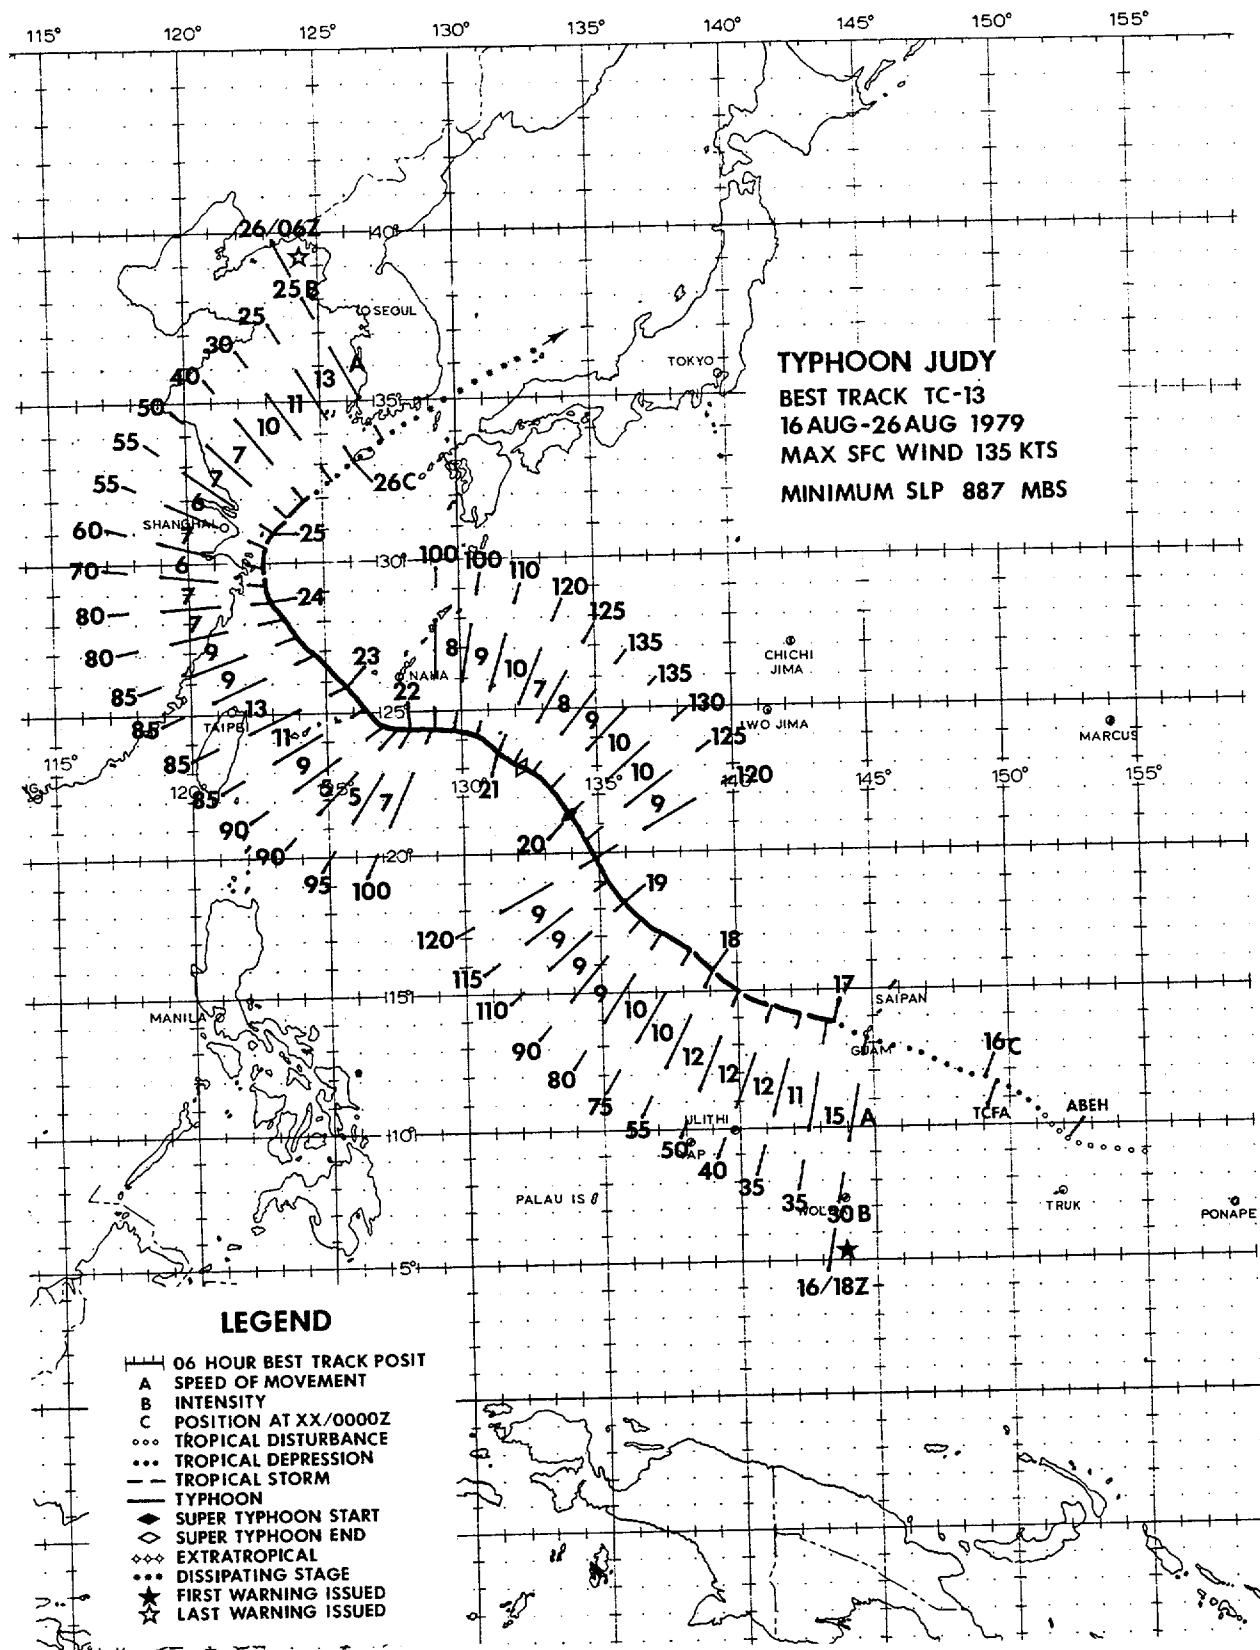 115° 120° 125° 130° 135° 140° 145° 150° 155°
26/06Z
40°
25 B
25
SEOUL
30
A
TOKYO
TYPHOON JUDY
40
13
50
11
35°
BEST TRACK TC-13
10
16 AUG-26 AUG 1979
55
7
MAX SFC WIND 135 KTS
55
7
26C
MINIMUM SLP 887 MBS
6
60
SHANGHAI
7
25
70
6
30°
100
100
110
7
24
120
80
7
125
80
9
8
9
135
CHICHI
JIMA
23
NAHA
10
135
85
9
22
7
8
130
13
25°
9
IWO JIMA
85
TAIPEI
11
10
125
MARCUS
85
9
10
120
115°
120°
125°
130°
135°
140°
145°
150°
155°
85
5
5
7
21
9
90
20
90
20°
95
100
19
9
120
9
18
115
9
17
SAIPAN
110
15°
9
MANILA
10
GUAM
16C
90
10
12
80
12
12
11
TCFA
ABEH
75
15
A
55
ULITHI
10°
50
YAP
40
35
35
PALAU IS
30B
TRUK
PONAPE
5°
16/18Z
LEGEND
06 HOUR BEST TRACK POSIT
A SPEED OF MOVEMENT
B INTENSITY
C POSITION AT XX/0000Z
TROPICAL DISTURBANCE
TROPICAL DEPRESSION
TROPICAL STORM
TYPHOON
SUPER TYPHOON START
SUPER TYPHOON END
EXTRATROPICAL
DISSIPATING STAGE
FIRST WARNING ISSUED
LAST WARNING ISSUED